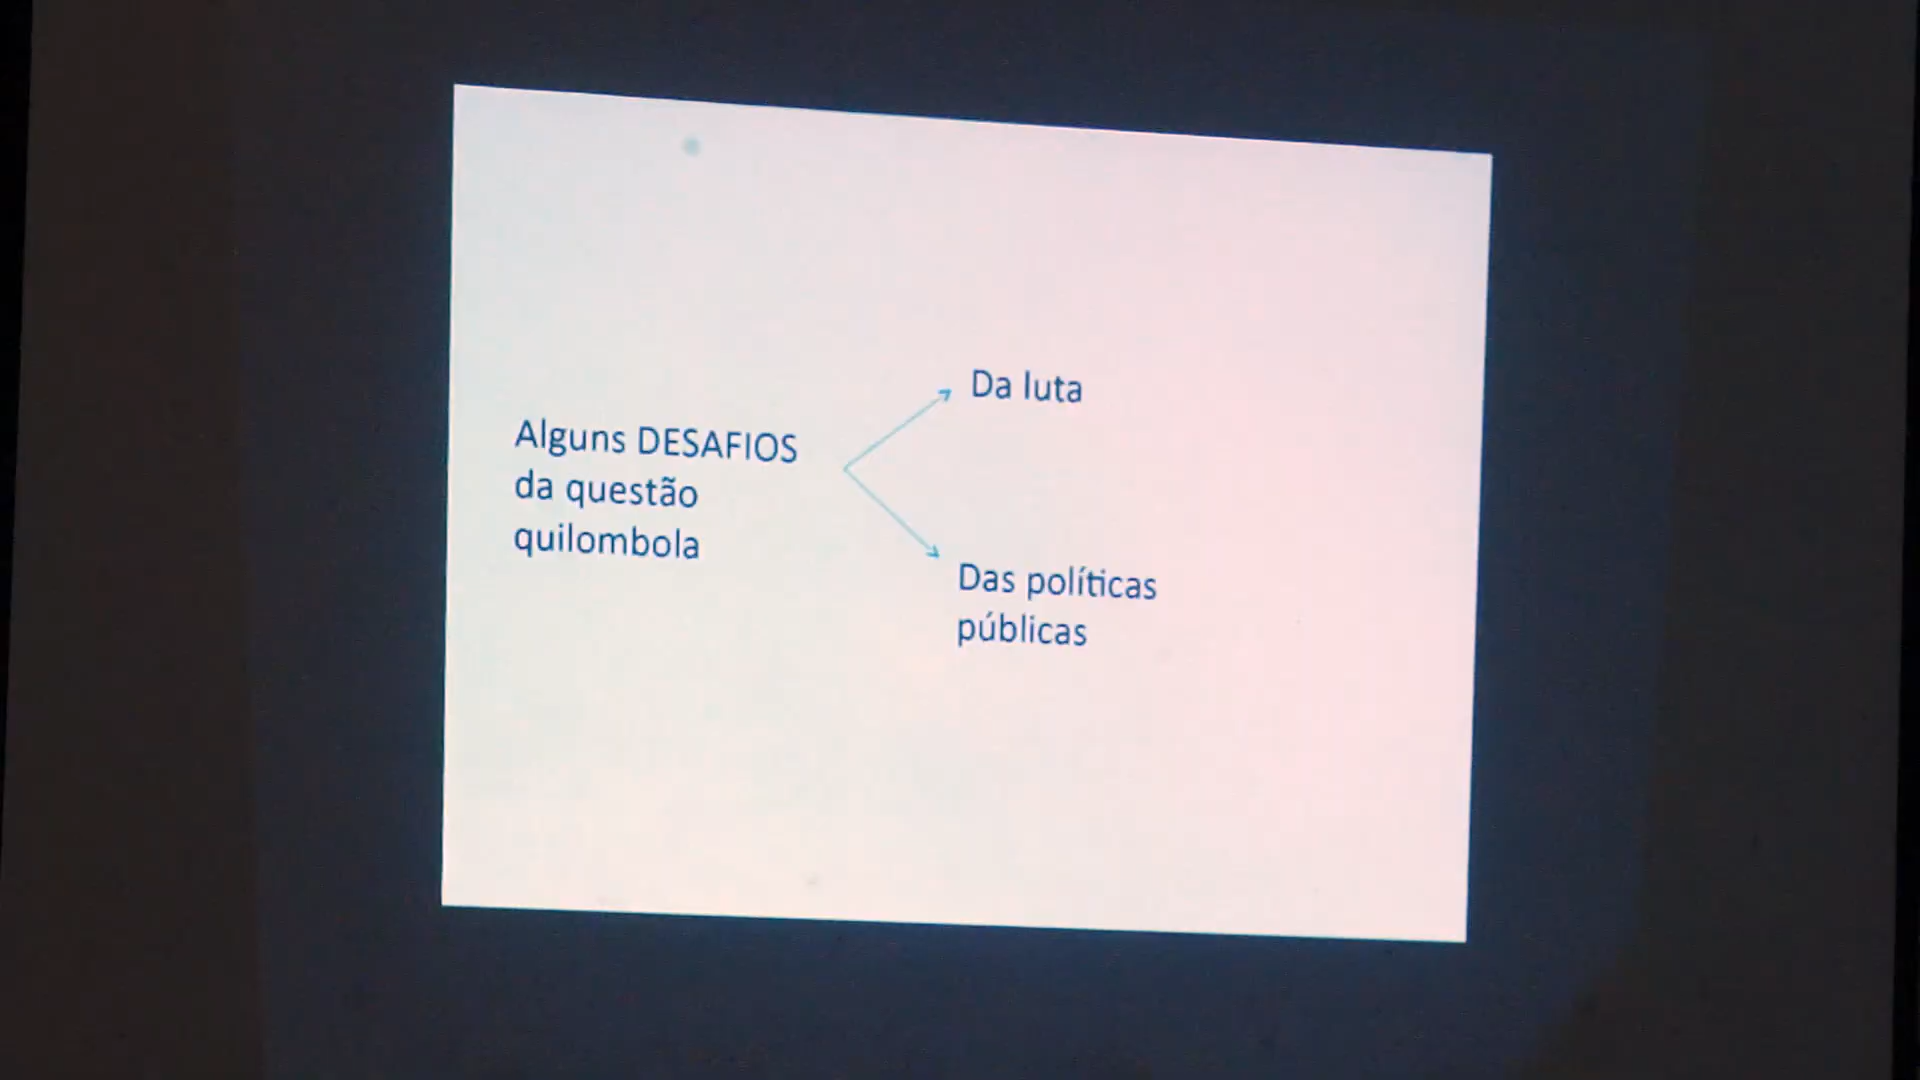 Alguns DESAFIOS
da questão
quilombola
Da luta
Das políticas
públicas